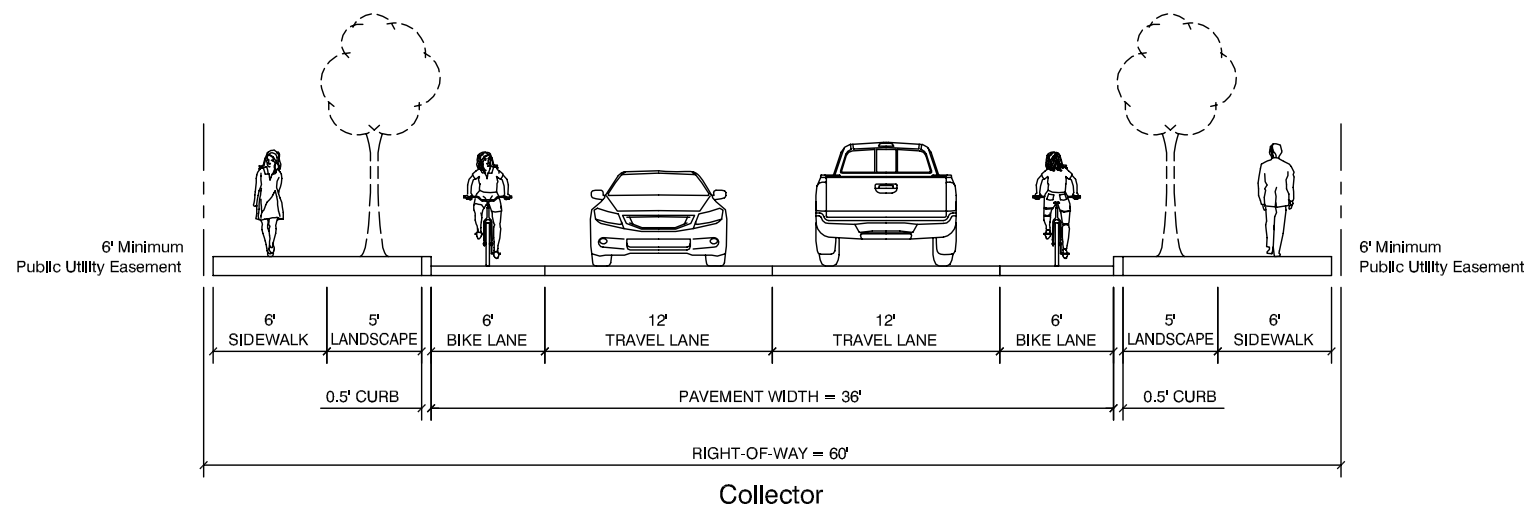 6' Minimum
Public Utility Easement
6' Minimum
Public Utility Easement
6' 5' 6' 12' 12' 6' 5' 6'
SIDEWALK LANDSCAPE BIKE LANE TRAVEL LANE TRAVEL LANE BIKE LANE LANDSCAPE SIDEWALK
0.5' CURB PAVEMENT WIDTH = 36' 0.5' CURB
RIGHT-OF-WAY = 60'
Collector